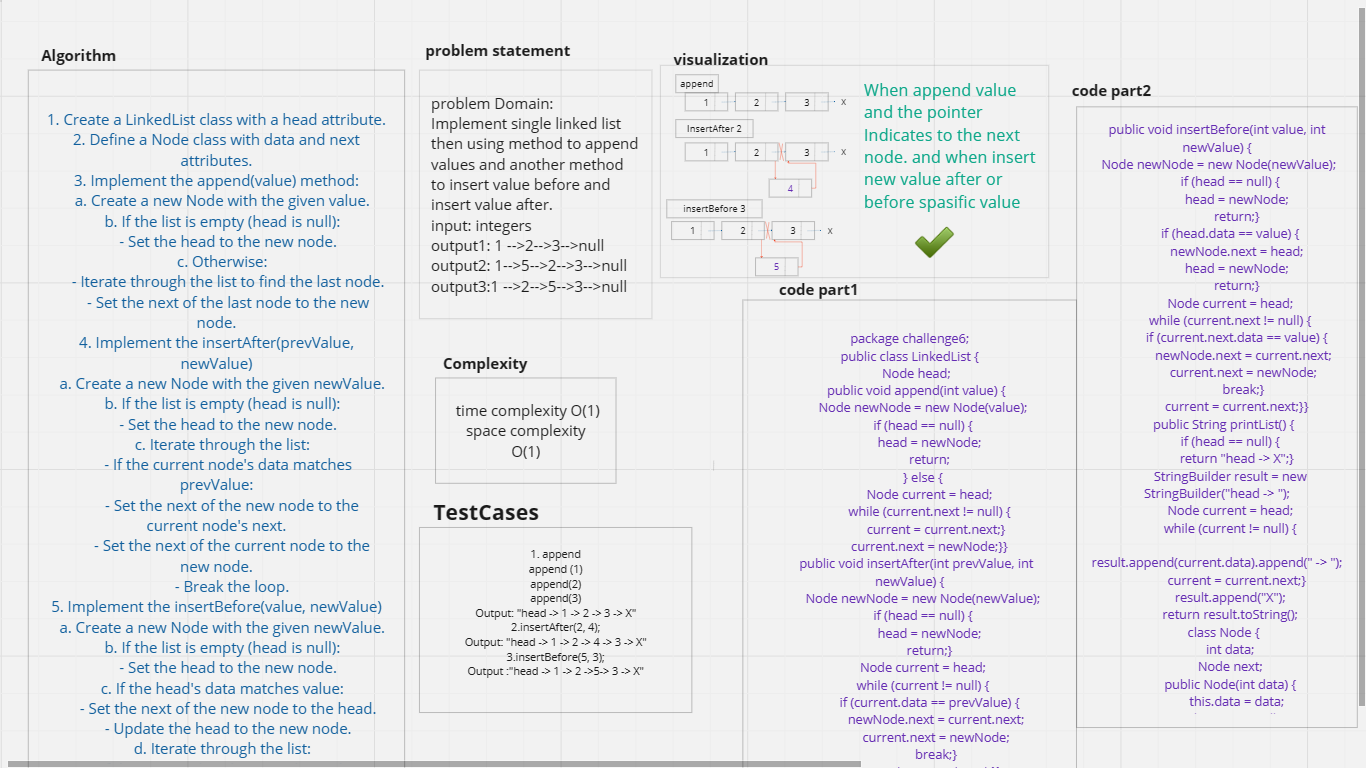 Algorithm
1. Create a LinkedList class with a head attribute.
2. Define a Node class with data and next
attributes.
3. Implement the append(value) method:
a. Create a new Node with the given value.
b. If the list is empty (head is null):
- Set the head to the new node.
c. Otherwise:
- Iterate through the list to find the last node.
- Set the next of the last node to the new
node.
4. Implement the insertAfter(prevValue,
newValue)
a. Create a new Node with the given newValue.
b. If the list is empty (head is null):
- Set the head to the new node.
c. Iterate through the list:
- If the current node's data matches
prevValue:
- Set the next of the new node to the
current node's next.
- Set the next of the current node to the
new node.
- Break the loop.
5. Implement the insertBefore(value, newValue)
a. Create a new Node with the given newValue.
b. If the list is empty (head is null):
- Set the head to the new node.
c. If the head's data matches value:
- Set the next of the new node to the head.
- Update the head to the new node.
d. Iterate through the list:
problem statement
problem Domain:
Implement single linked list
then using method to append
values and another method
to insert value before and
insert value after.
input: integers
output1: 1 -->2-->3-->null
output2: 1-->5-->2-->3-->null
output3:1 -->2-->5-->3-->null
Complexity
time complexity O(1)
space complexity
O(1)
TestCases
1. append
append (1)
append(2)
append(3)
Output: "head -> 1 -> 2 -> 3 -> X"
2.insertAfter(2, 4);
Output: "head -> 1 -> 2 -> 4 -> 3 -> X"
3.insertBefore(5, 3);
Output :"head -> 1 -> 2 ->5-> 3 -> X"
visualization
append
1 2 3 X
InsertAfter 2
1 2 3 X
4
insertBefore 3
1 2 3 X
5
When append value
and the pointer
Indicates to the next
node. and when insert
new value after or
before spasific value
code part1
package challenge6;
public class LinkedList {
Node head;
public void append(int value) {
Node newNode = new Node(value);
if (head == null) {
head = newNode;
return;
} else {
Node current = head;
while (current.next != null) {
current = current.next;}
current.next = newNode;}}
public void insertAfter(int prevValue, int
newValue) {
Node newNode = new Node(newValue);
if (head == null) {
head = newNode;
return;}
Node current = head;
while (current != null) {
if (current.data == prevValue) {
newNode.next = current.next;
current.next = newNode;
break;}
code part2
public void insertBefore(int value, int
newValue) {
Node newNode = new Node(newValue);
if (head == null) {
head = newNode;
return;}
if (head.data == value) {
newNode.next = head;
head = newNode;
return;}
Node current = head;
while (current.next != null) {
if (current.next.data == value) {
newNode.next = current.next;
current.next = newNode;
break;}
current = current.next;}}
public String printList() {
if (head == null) {
return "head -> X";}
StringBuilder result = new
StringBuilder("head -> ");
Node current = head;
while (current != null) {
result.append(current.data).append(" -> ");
current = current.next;}
result.append("X");
return result.toString();
class Node {
int data;
Node next;
public Node(int data) {
this.data = data;